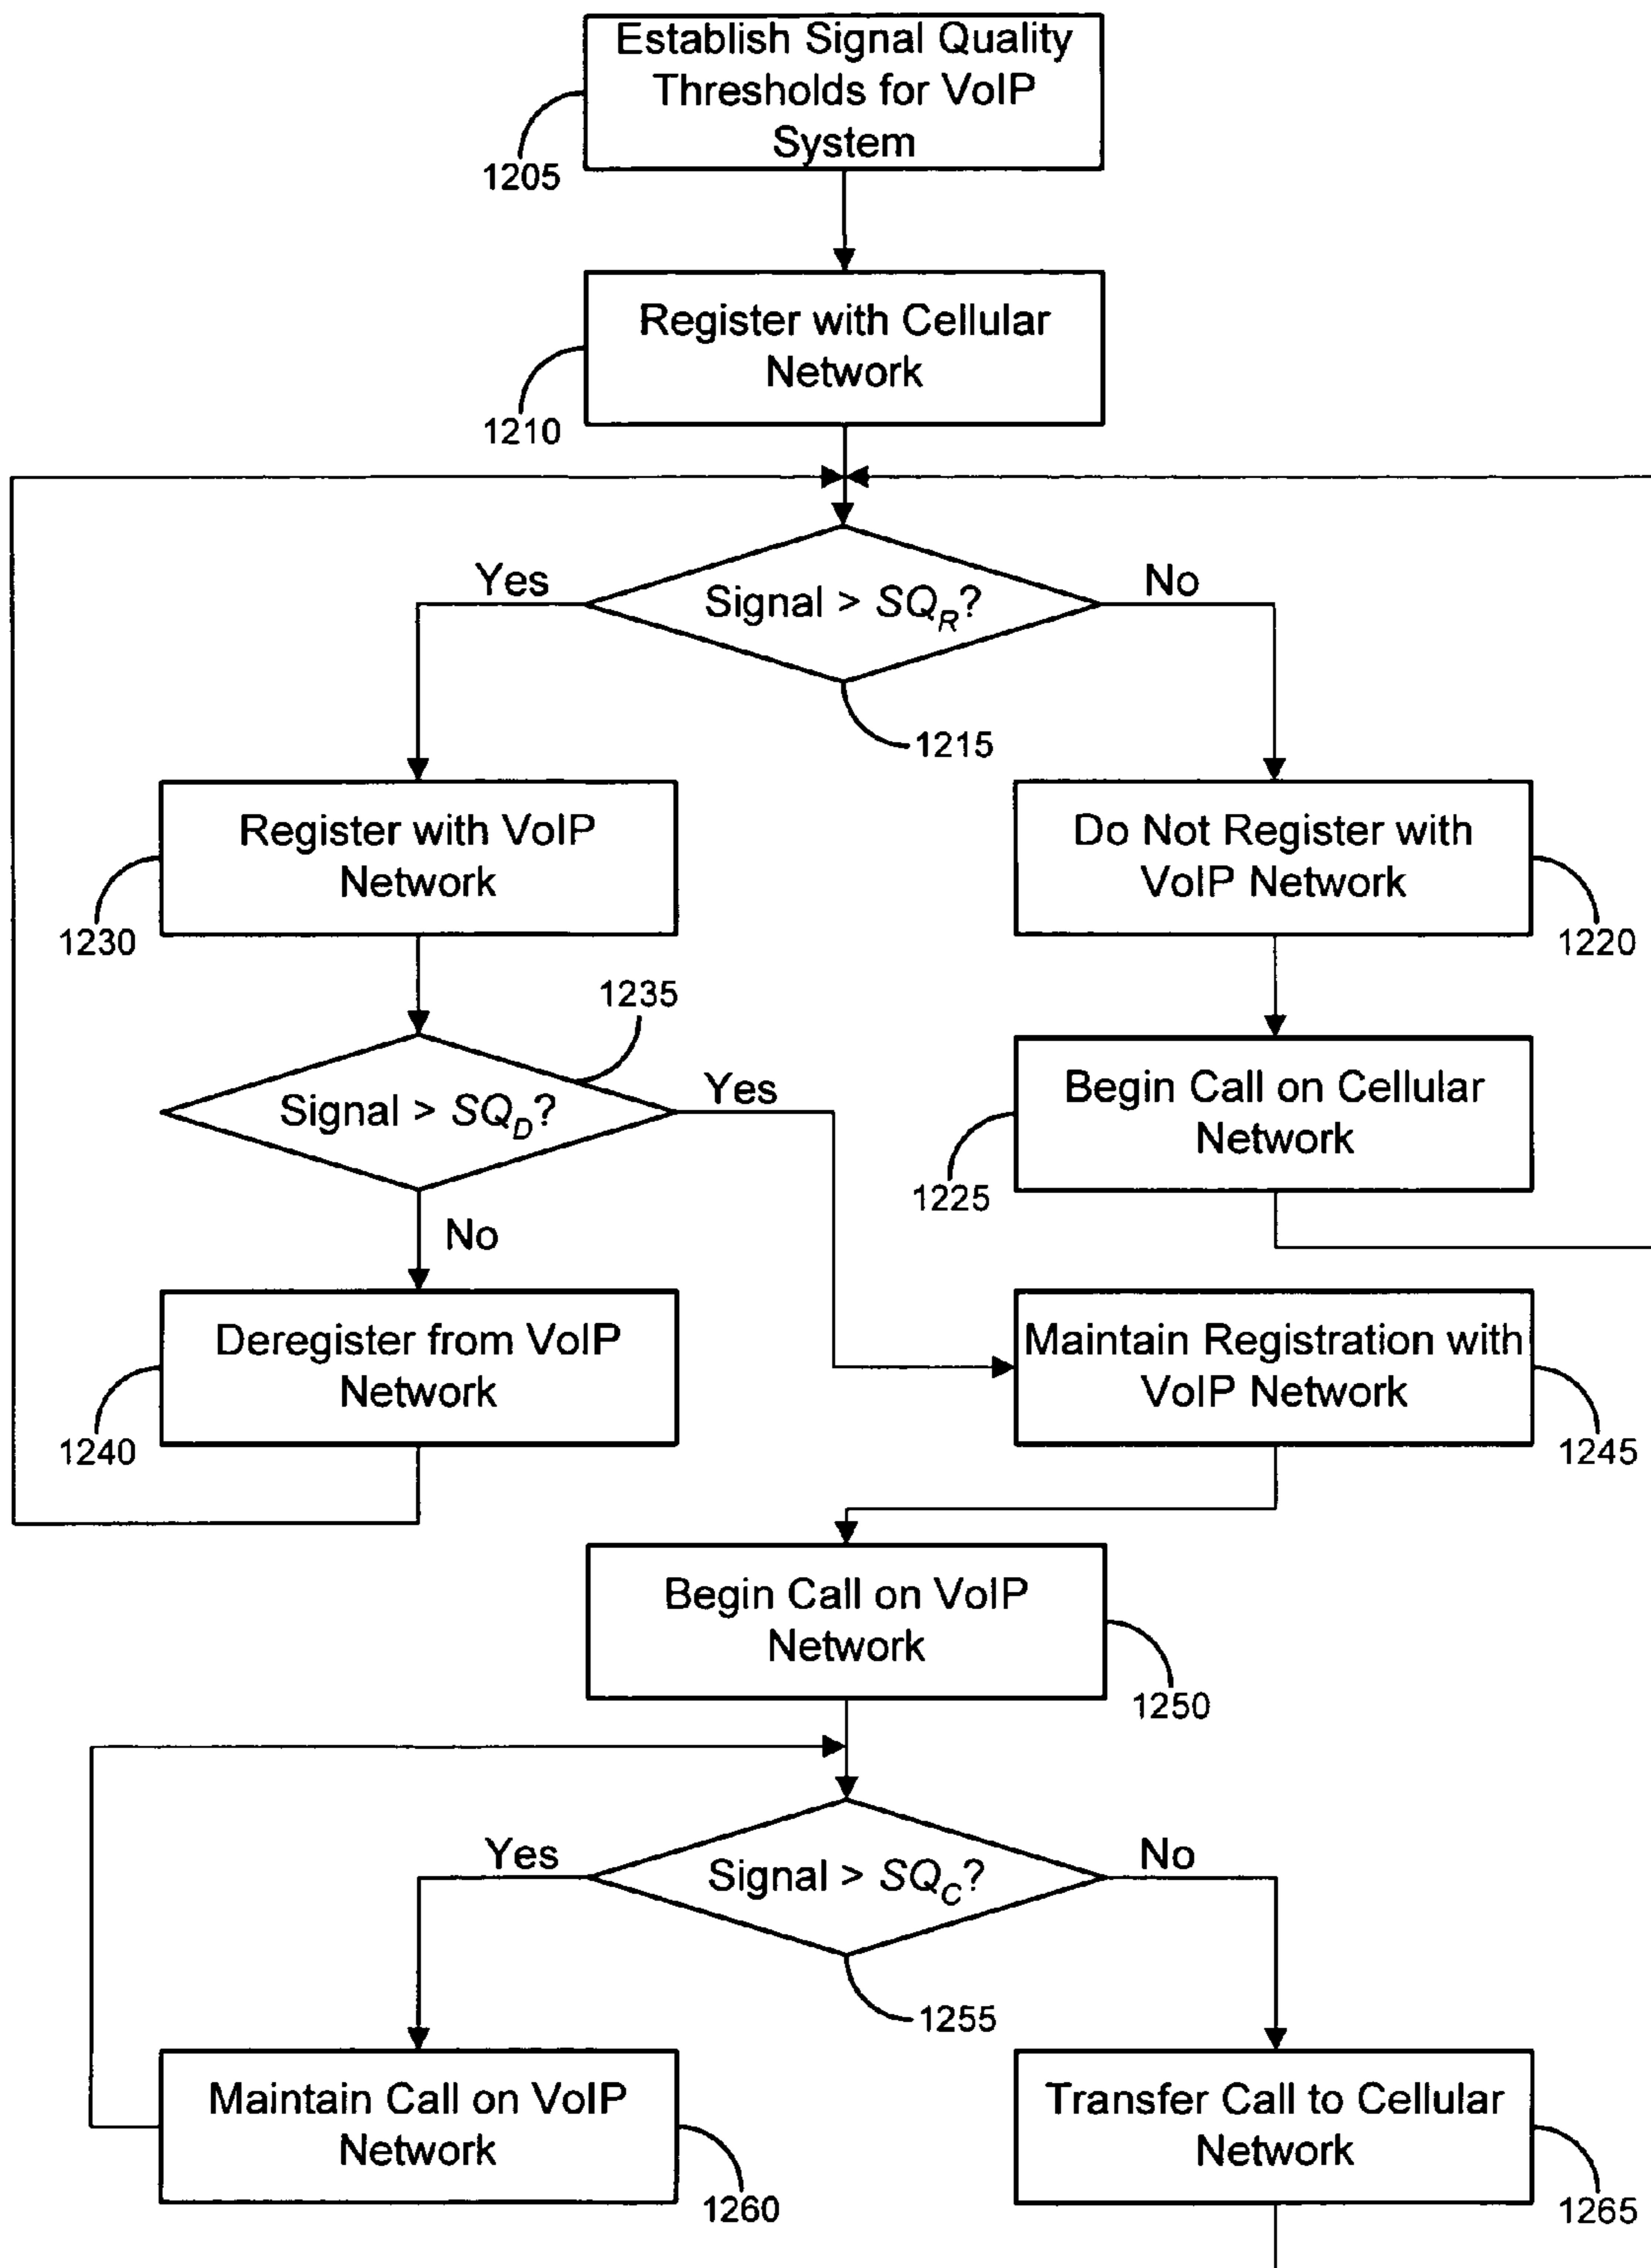 Establish Signal Quality
Thresholds for VoIP
System
1205
Register with Cellular
Network
1210
Yes
Signal > SQ_R?
No
1215
Register with VoIP
Network
1230
Do Not Register with
VoIP Network
1220
1235
Signal > SQ_D?
Yes
No
Begin Call on Cellular
Network
1225
Deregister from VoIP
Network
1240
Maintain Registration with
VoIP Network
1245
Begin Call on VoIP
Network
1250
Yes
Signal > SQ_C?
No
1255
Maintain Call on VoIP
Network
1260
Transfer Call to Cellular
Network
1265